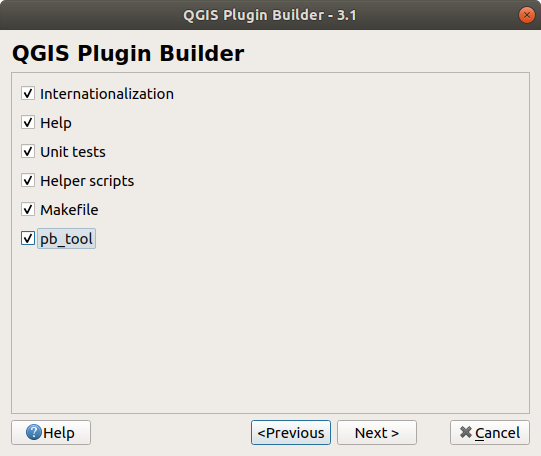 QGIS Plugin Builder - 3.1
QGIS Plugin Builder
Internationalization
Help
Unit tests
Helper scripts
Makefile
pb_tool
Help <Previous Next > Cancel